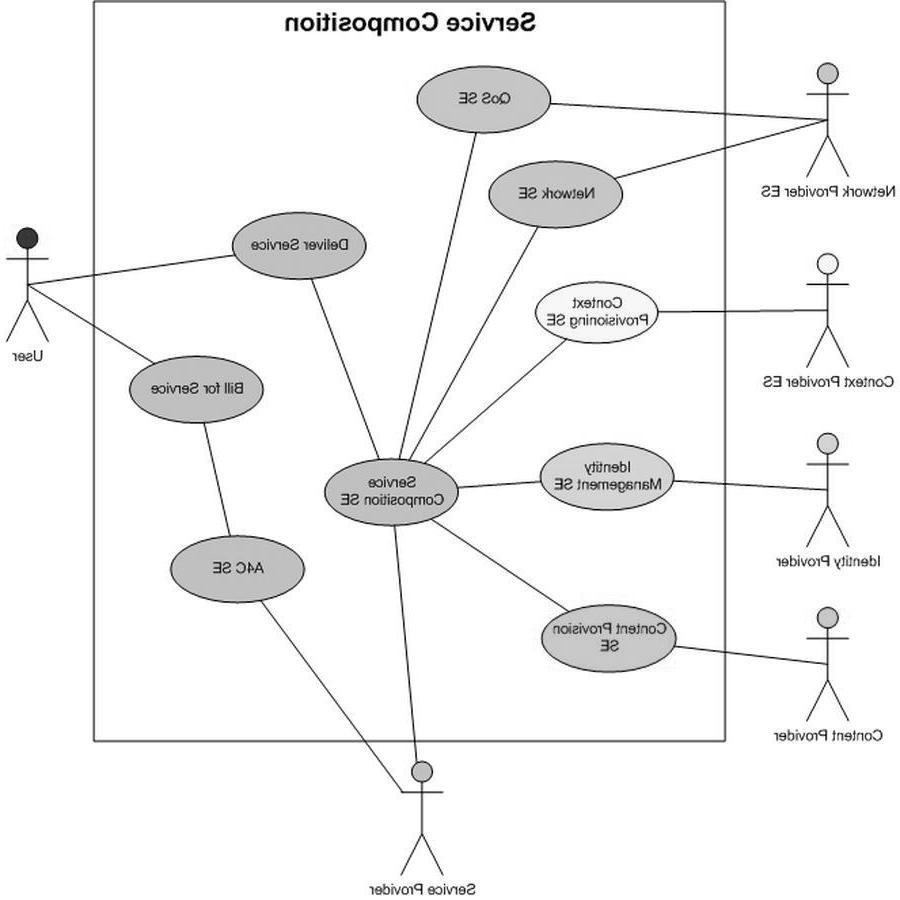 Service Composition
QoS SE
Network SE
Network Provider ES
Deliver Service
Context
Provisioning SE
User
Context Provider ES
Bill for Service
Service
Composition SE
Identity
Management SE
A4C SE
Identity Provider
Content Provision
SE
Content Provider
Service Provider